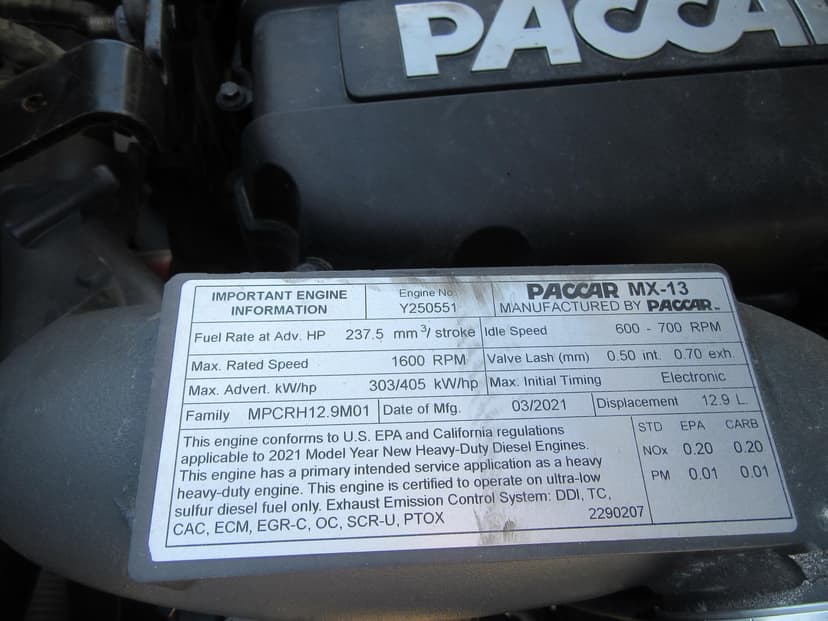 PACCAR
IMPORTANT ENGINE
INFORMATION
Engine No.
Y250551
PACCAR MX-13
MANUFACTURED BY PACCAR™
Fuel Rate at Adv. HP 237.5 mm³/ stroke
Idle Speed 600 - 700 RPM
Max. Rated Speed 1600 RPM
Valve Lash (mm) 0.50 int. 0.70 exh.
Max. Advert. kW/hp 303/405 kW/hp
Max. Initial Timing Electronic
Family MPCRH12.9M01
Date of Mfg. 03/2021
Displacement 12.9 L.
This engine conforms to U.S. EPA and California regulations
applicable to 2021 Model Year New Heavy-Duty Diesel Engines.
This engine has a primary intended service application as a heavy
heavy-duty engine. This engine is certified to operate on ultra-low
sulfur diesel fuel only. Exhaust Emission Control System: DDI, TC,
CAC, ECM, EGR-C, OC, SCR-U, PTOX
2290207
STD EPA CARB
NOx 0.20 0.20
PM 0.01 0.01